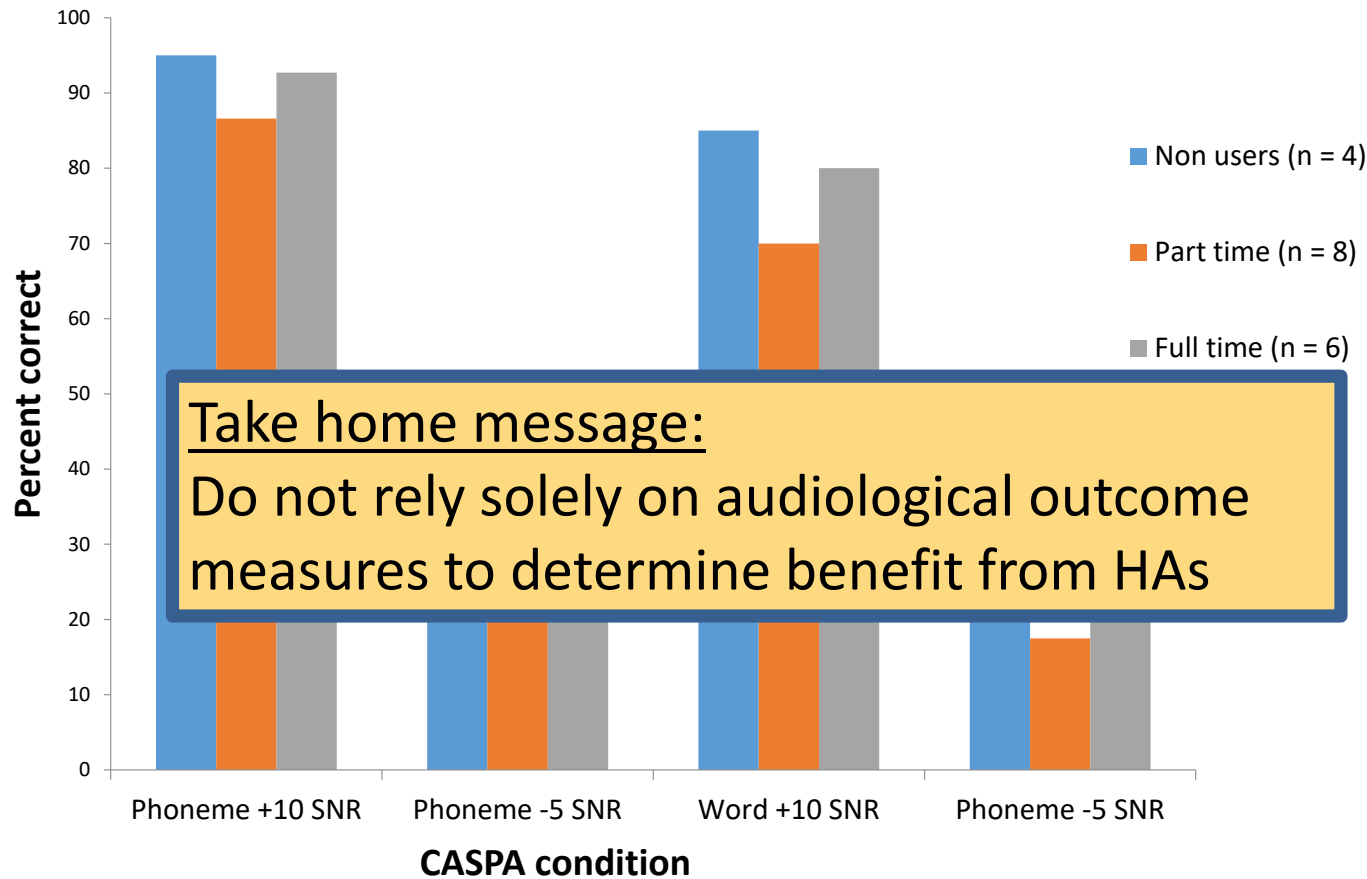 100
90
80
70
60
50
40
30
20
10
0
Percent correct
Non users (n = 4)
Part time (n = 8)
Full time (n = 6)
Take home message:
Do not rely solely on audiological outcome
measures to determine benefit from HAs
Phoneme +10 SNR
Phoneme -5 SNR
Word +10 SNR
Phoneme -5 SNR
CASPA condition